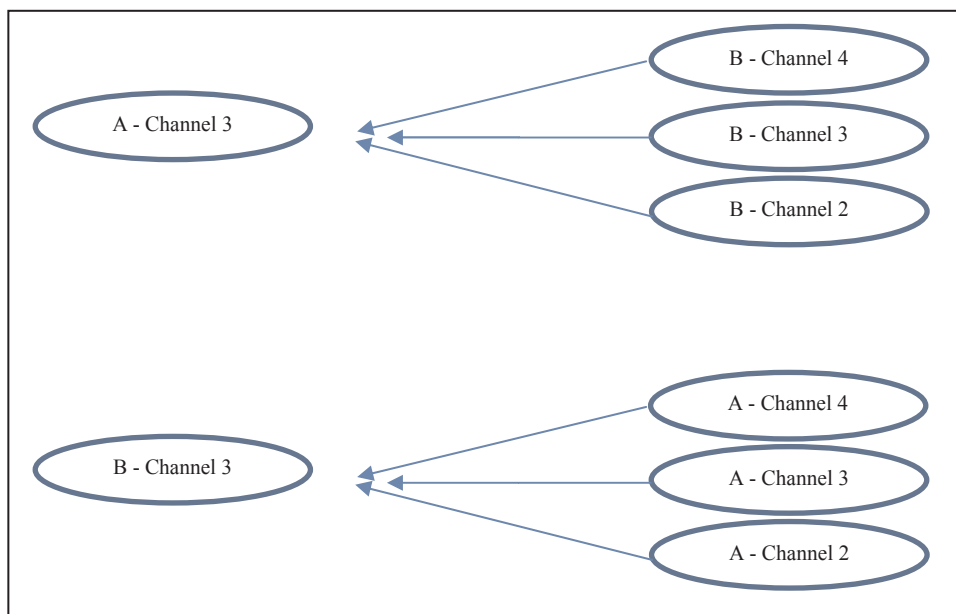 B - Channel 4
A - Channel 3
B - Channel 3
B - Channel 2
A - Channel 4
B - Channel 3
A - Channel 3
A - Channel 2